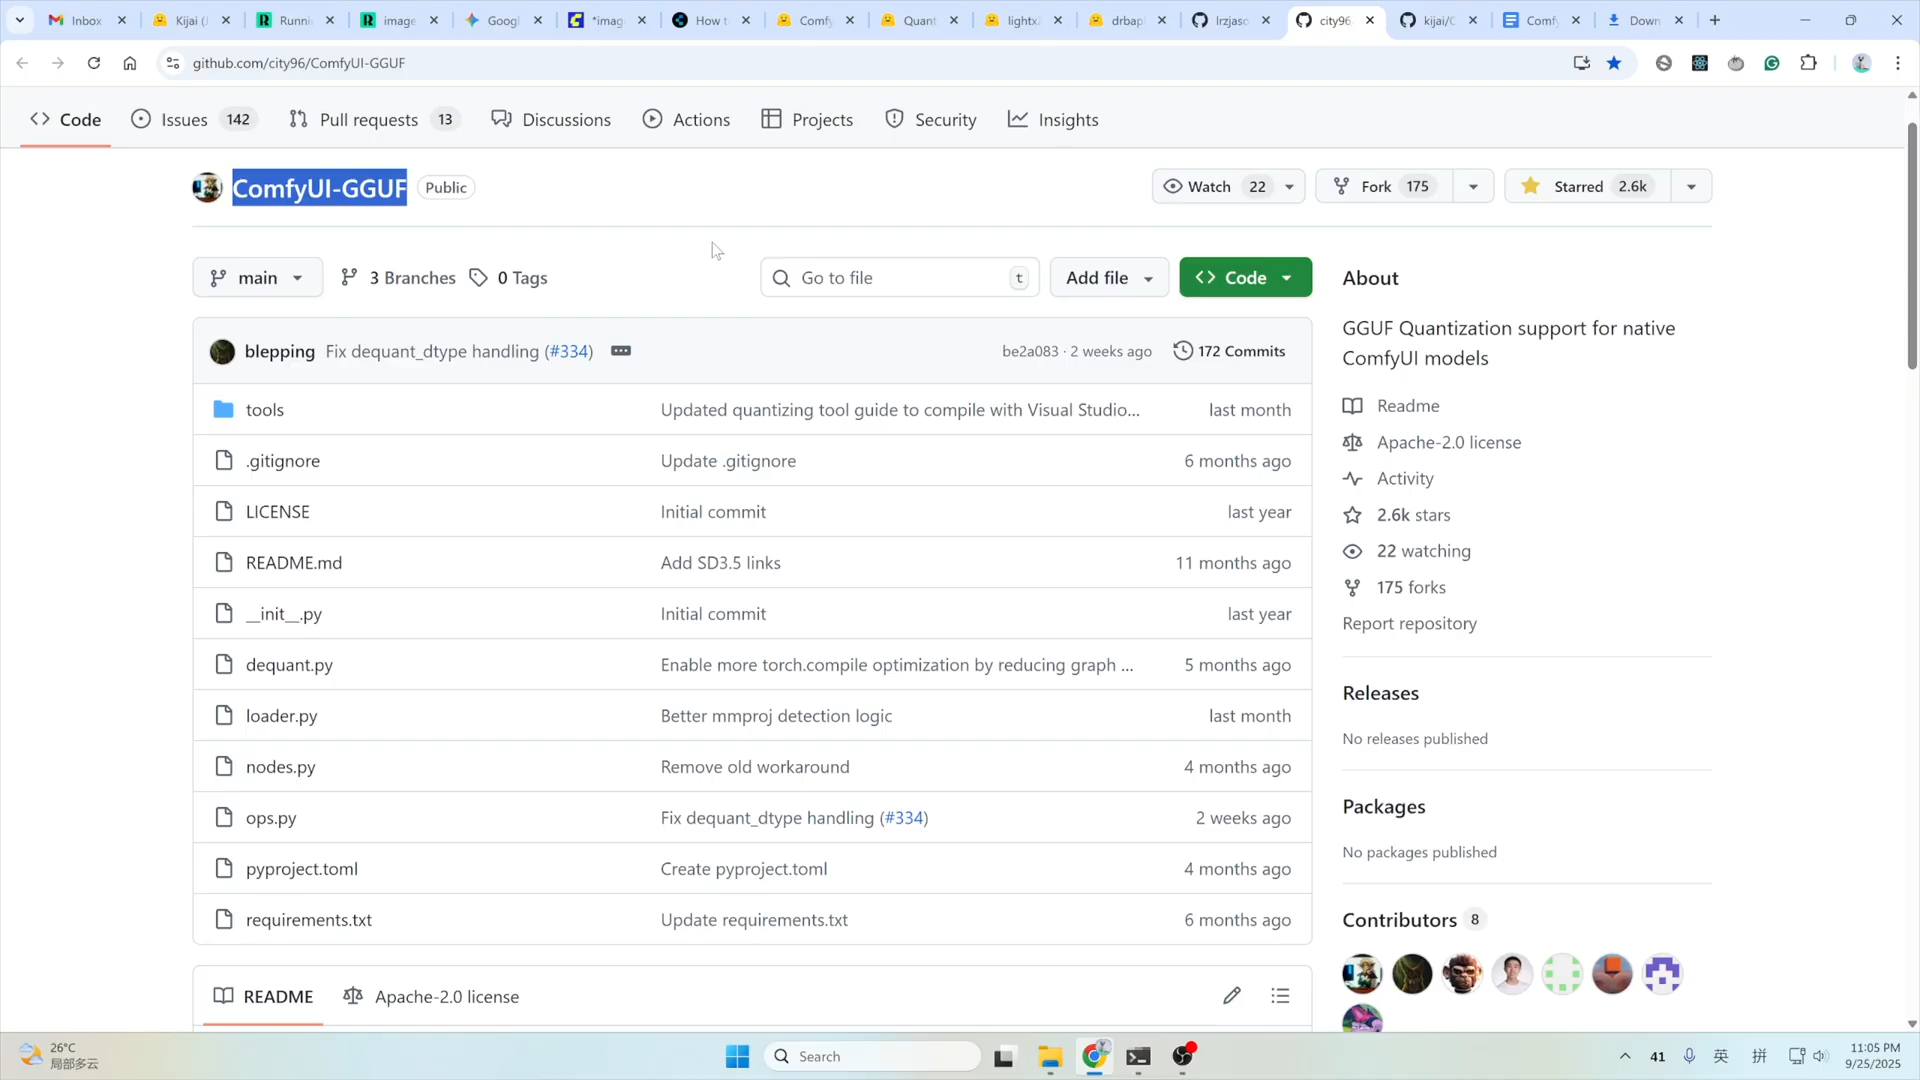 Inbox
Kijai (
Runni
image
Googl
*imag
How t
Comfy
Quant
lightx
drbap
lrzjaso
city96
kijai/C
Comfy
Down
github.com/city96/ComfyUI-GGUF
Code
Issues 142
Pull requests 13
Discussions
Actions
Projects
Security
Insights
ComfyUI-GGUF Public
Watch 22
Fork 175
Starred 2.6k
main
3 Branches
0 Tags
Go to file t
Add file
Code
blepping Fix dequant_dtype handling (#334) be2a083 · 2 weeks ago 172 Commits
tools Updated quantizing tool guide to compile with Visual Studio... last month
.gitignore Update .gitignore 6 months ago
LICENSE Initial commit last year
README.md Add SD3.5 links 11 months ago
__init__.py Initial commit last year
dequant.py Enable more torch.compile optimization by reducing graph ... 5 months ago
loader.py Better mmproj detection logic last month
nodes.py Remove old workaround 4 months ago
ops.py Fix dequant_dtype handling (#334) 2 weeks ago
pyproject.toml Create pyproject.toml 4 months ago
requirements.txt Update requirements.txt 6 months ago
README
Apache-2.0 license
About
GGUF Quantization support for native
ComfyUI models
Readme
Apache-2.0 license
Activity
2.6k stars
22 watching
175 forks
Report repository
Releases
No releases published
Packages
No packages published
Contributors 8
26°C
局部多云
Search
41
英
拼
11:05 PM
9/25/2025